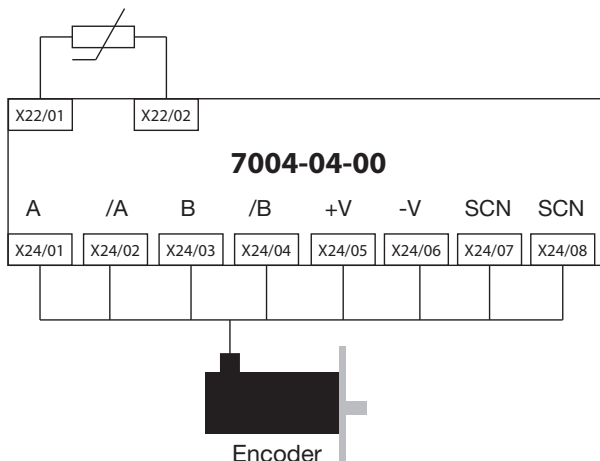 X22/01 X22/02
7004-04-00
A /A B /B +V -V SCN SCN
X24/01 X24/02 X24/03 X24/04 X24/05 X24/06 X24/07 X24/08
Encoder